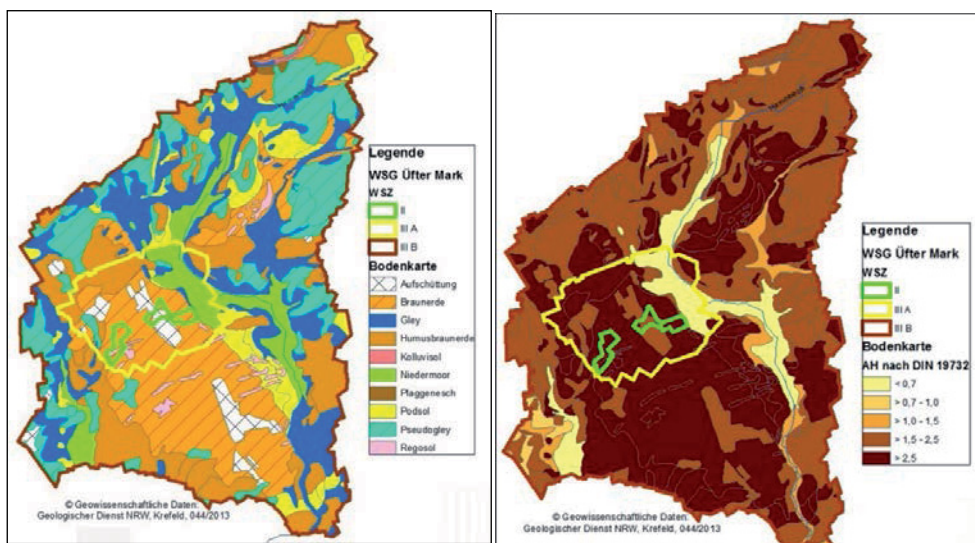 Legende
WSG Üfter Mark
WSZ
II
III A
III B
Bodenkarte
Aufschüttung
Braunerde
Gley
Humusbraunerde
Kolluvisol
Niedermoor
Plaggenesch
Podsol
Pseudogley
Regosol
© Geowissenschaftliche Daten:
Geologischer Dienst NRW, Krefeld, 044/2013
Legende
WSG Üfter Mark
WSZ
II
III A
III B
Bodenkarte
AH nach DIN 19732
< 0,7
> 0,7 - 1,0
> 1,0 - 1,5
> 1,5 - 2,5
> 2,5
© Geowissenschaftliche Daten:
Geologischer Dienst NRW, Krefeld, 044/2013